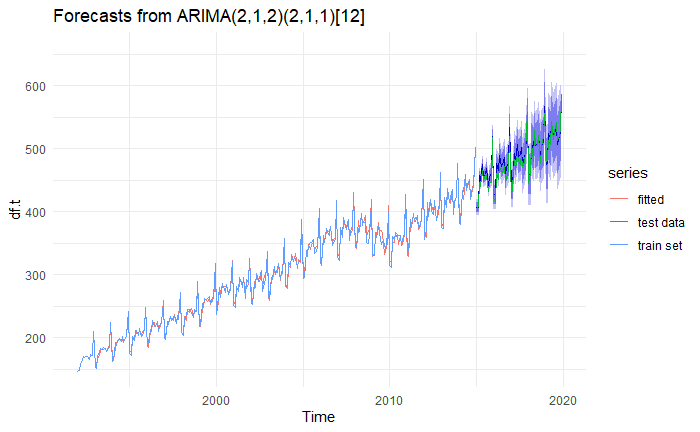 Forecasts from ARIMA(2,1,2)(2,1,1)[12]
600
500
400
300
200
df.t
2000
2010
2020
Time
series
fitted
test data
train set